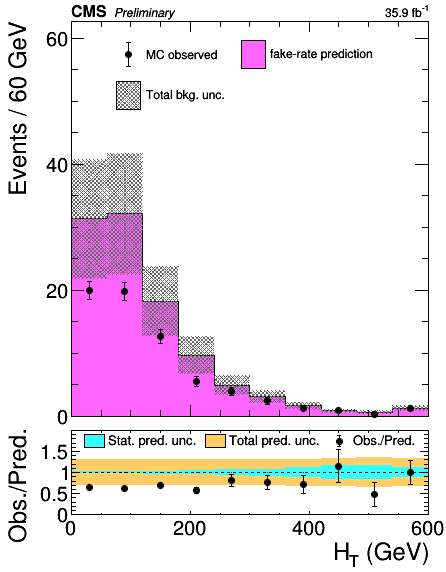 CMS Preliminary 35.9 fb⁻¹
Events / 60 GeV
MC observed
fake-rate prediction
Total bkg. unc.
60
40
20
0
Obs./Pred.
Stat. pred. unc.
Total pred. unc.
Obs./Pred.
1.5
1
0.5
0
0 200 400 600
H_T (GeV)